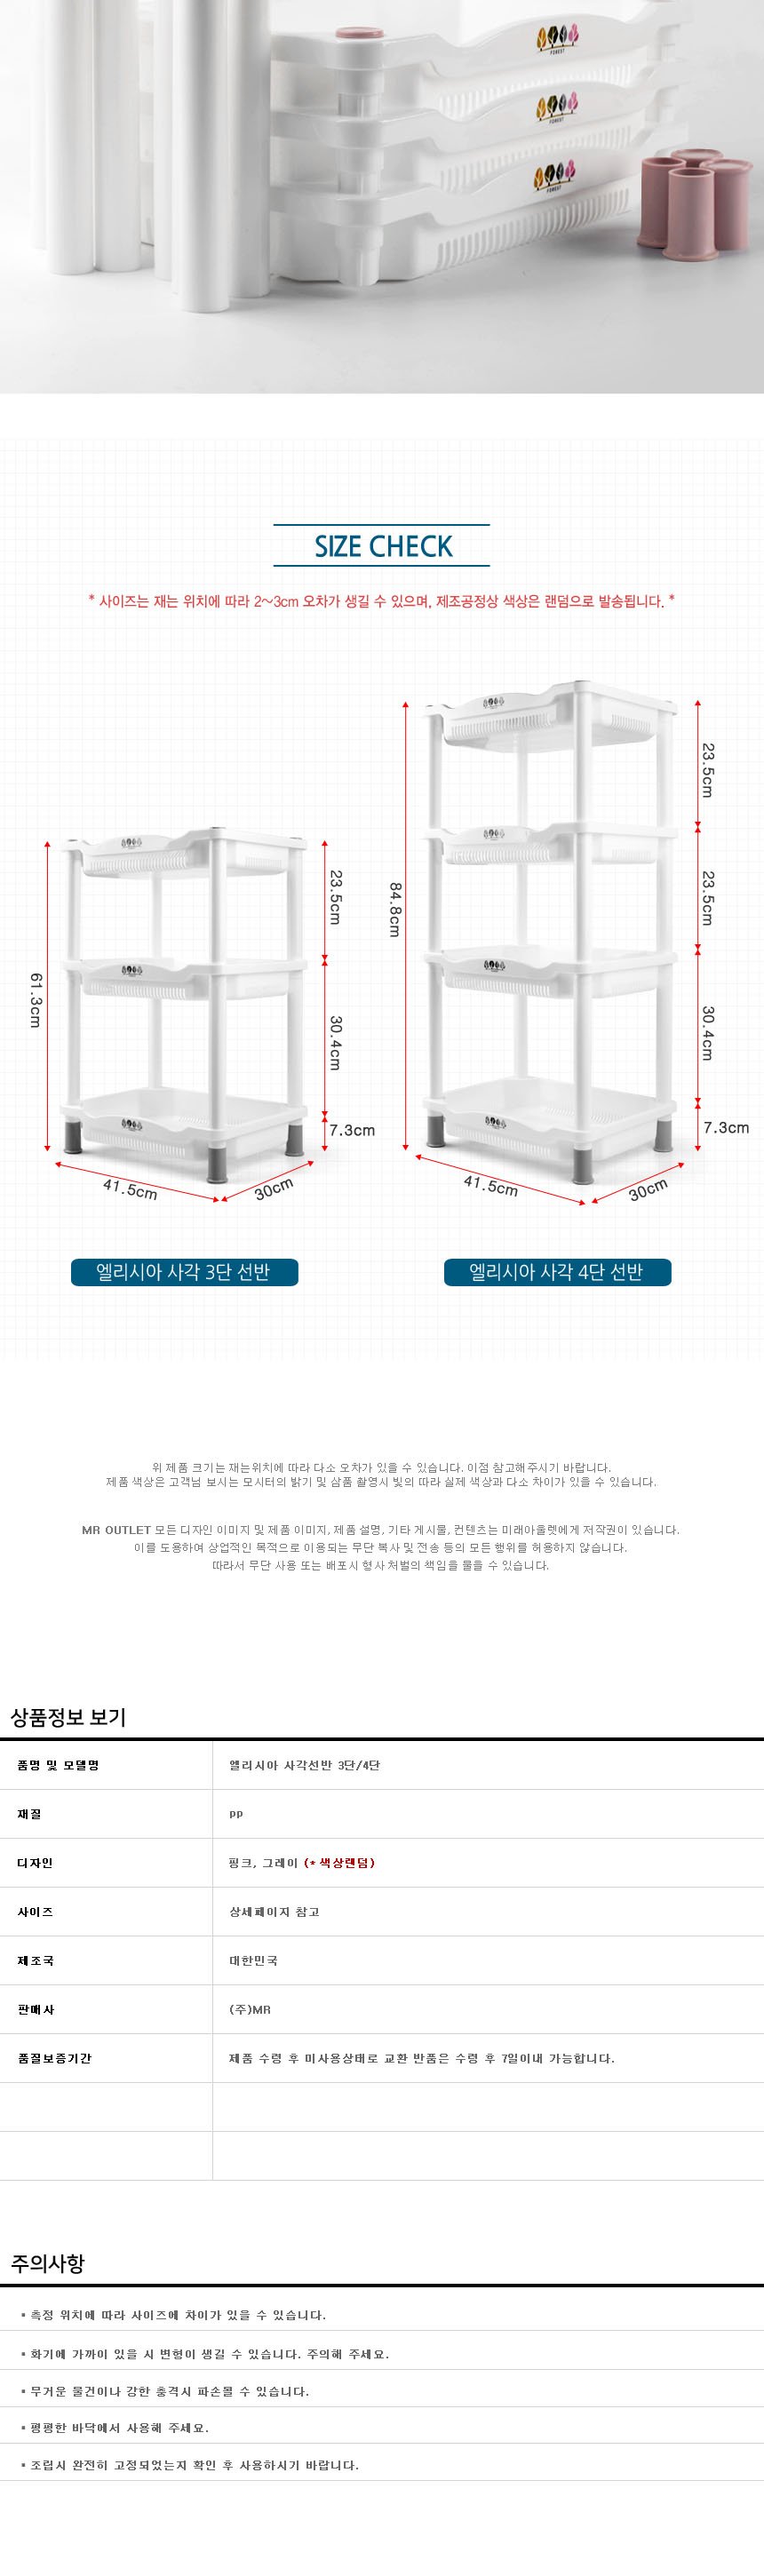 FOREST
FOREST
FOREST
SIZE CHECK
* 사이즈는 재는 위치에 따라 2~3cm 오차가 생길 수 있으며, 제조공정상 색상은 랜덤으로 발송됩니다. *
61.3cm
23.5cm
30.4cm
7.3cm
41.5cm
30cm
84.8cm
23.5cm
23.5cm
30.4cm
7.3cm
41.5cm
30cm
엘리시아 사각 3단 선반
엘리시아 사각 4단 선반
위 제품 크기는 재는위치에 따라 다소 오차가 있을 수 있습니다. 이점 참고해주시기 바랍니다.
제품 색상은 고객님 보시는 모시터의 밝기 및 삼품 촬영시 빛의 따라 실제 색상과 다소 차이가 있을 수 있습니다.
MR OUTLET 모든 디자인 이미지 및 제품 이미지, 제품 설명, 기타 게시물, 컨텐츠는 미래아울렛에게 저작권이 있습니다.
이를 도용하여 상업적인 목적으로 이용되는 무단 복사 및 전송 등의 모든 행위를 허용하지 않습니다.
따라서 무단 사용 또는 배포시 형사 처벌의 책임을 물을 수 있습니다.
상품정보 보기
품명 및 모델명
엘리시아 사각선반 3단/4단
재질
PP
디자인
핑크, 그레이 (* 색상랜덤)
사이즈
상세페이지 참고
제조국
대한민국
판매사
(주)MR
품질보증기간
제품 수령 후 미사용상태로 교환 반품은 수령 후 7일이내 가능합니다.
주의사항
▪ 측정 위치에 따라 사이즈에 차이가 있을 수 있습니다.
▪ 화기에 가까이 있을 시 변형이 생길 수 있습니다. 주의해 주세요.
▪ 무거운 물건이나 강한 충격시 파손될 수 있습니다.
▪ 평평한 바닥에서 사용해 주세요.
▪ 조립시 완전히 고정되었는지 확인 후 사용하시기 바랍니다.